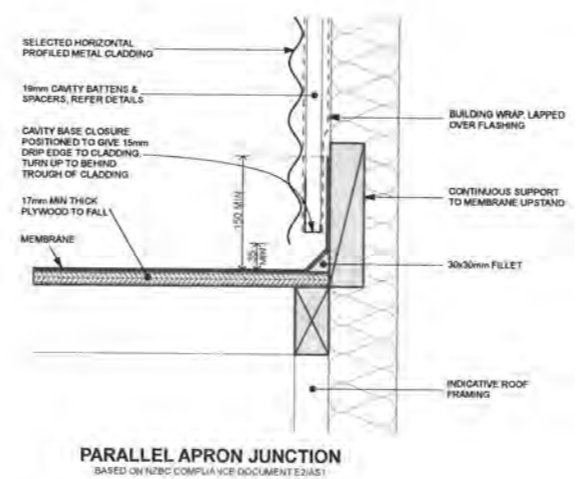 SELECTED HORIZONTAL
PROFILED METAL CLADDING
19mm CAVITY BATTENS &
SPACERS, REFER DETAILS
CAVITY BASE CLOSURE
POSITIONED TO GIVE 15mm
DRIP EDGE TO CLADDING,
TURN UP TO BEHIND
TROUGH OF CLADDING
17mm MIN THICK
PLYWOOD TO FALL
MEMBRANE
150 MIN
35
MIN
BUILDING WRAP, LAPPED
OVER FLASHING
CONTINUOUS SUPPORT
TO MEMBRANE UPSTAND
30x30mm FILLET
INDICATIVE ROOF
FRAMING
PARALLEL APRON JUNCTION
BASED ON NZBC COMPLIANCE DOCUMENT E2/AS1